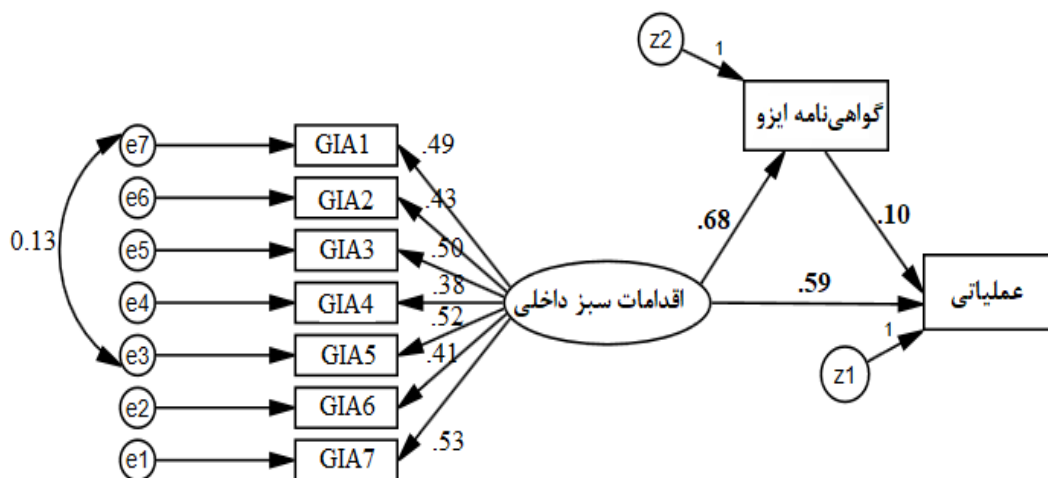 z2
1
گواهی‌نامه ایزو
e7
GIA1
.49
e6
GIA2
.43
.68
.10
0.13
e5
GIA3
.50
e4
GIA4
.38
اقدامات سبز داخلی
.59
عملیاتی
.52
e3
GIA5
1
z1
.41
e2
GIA6
.53
e1
GIA7